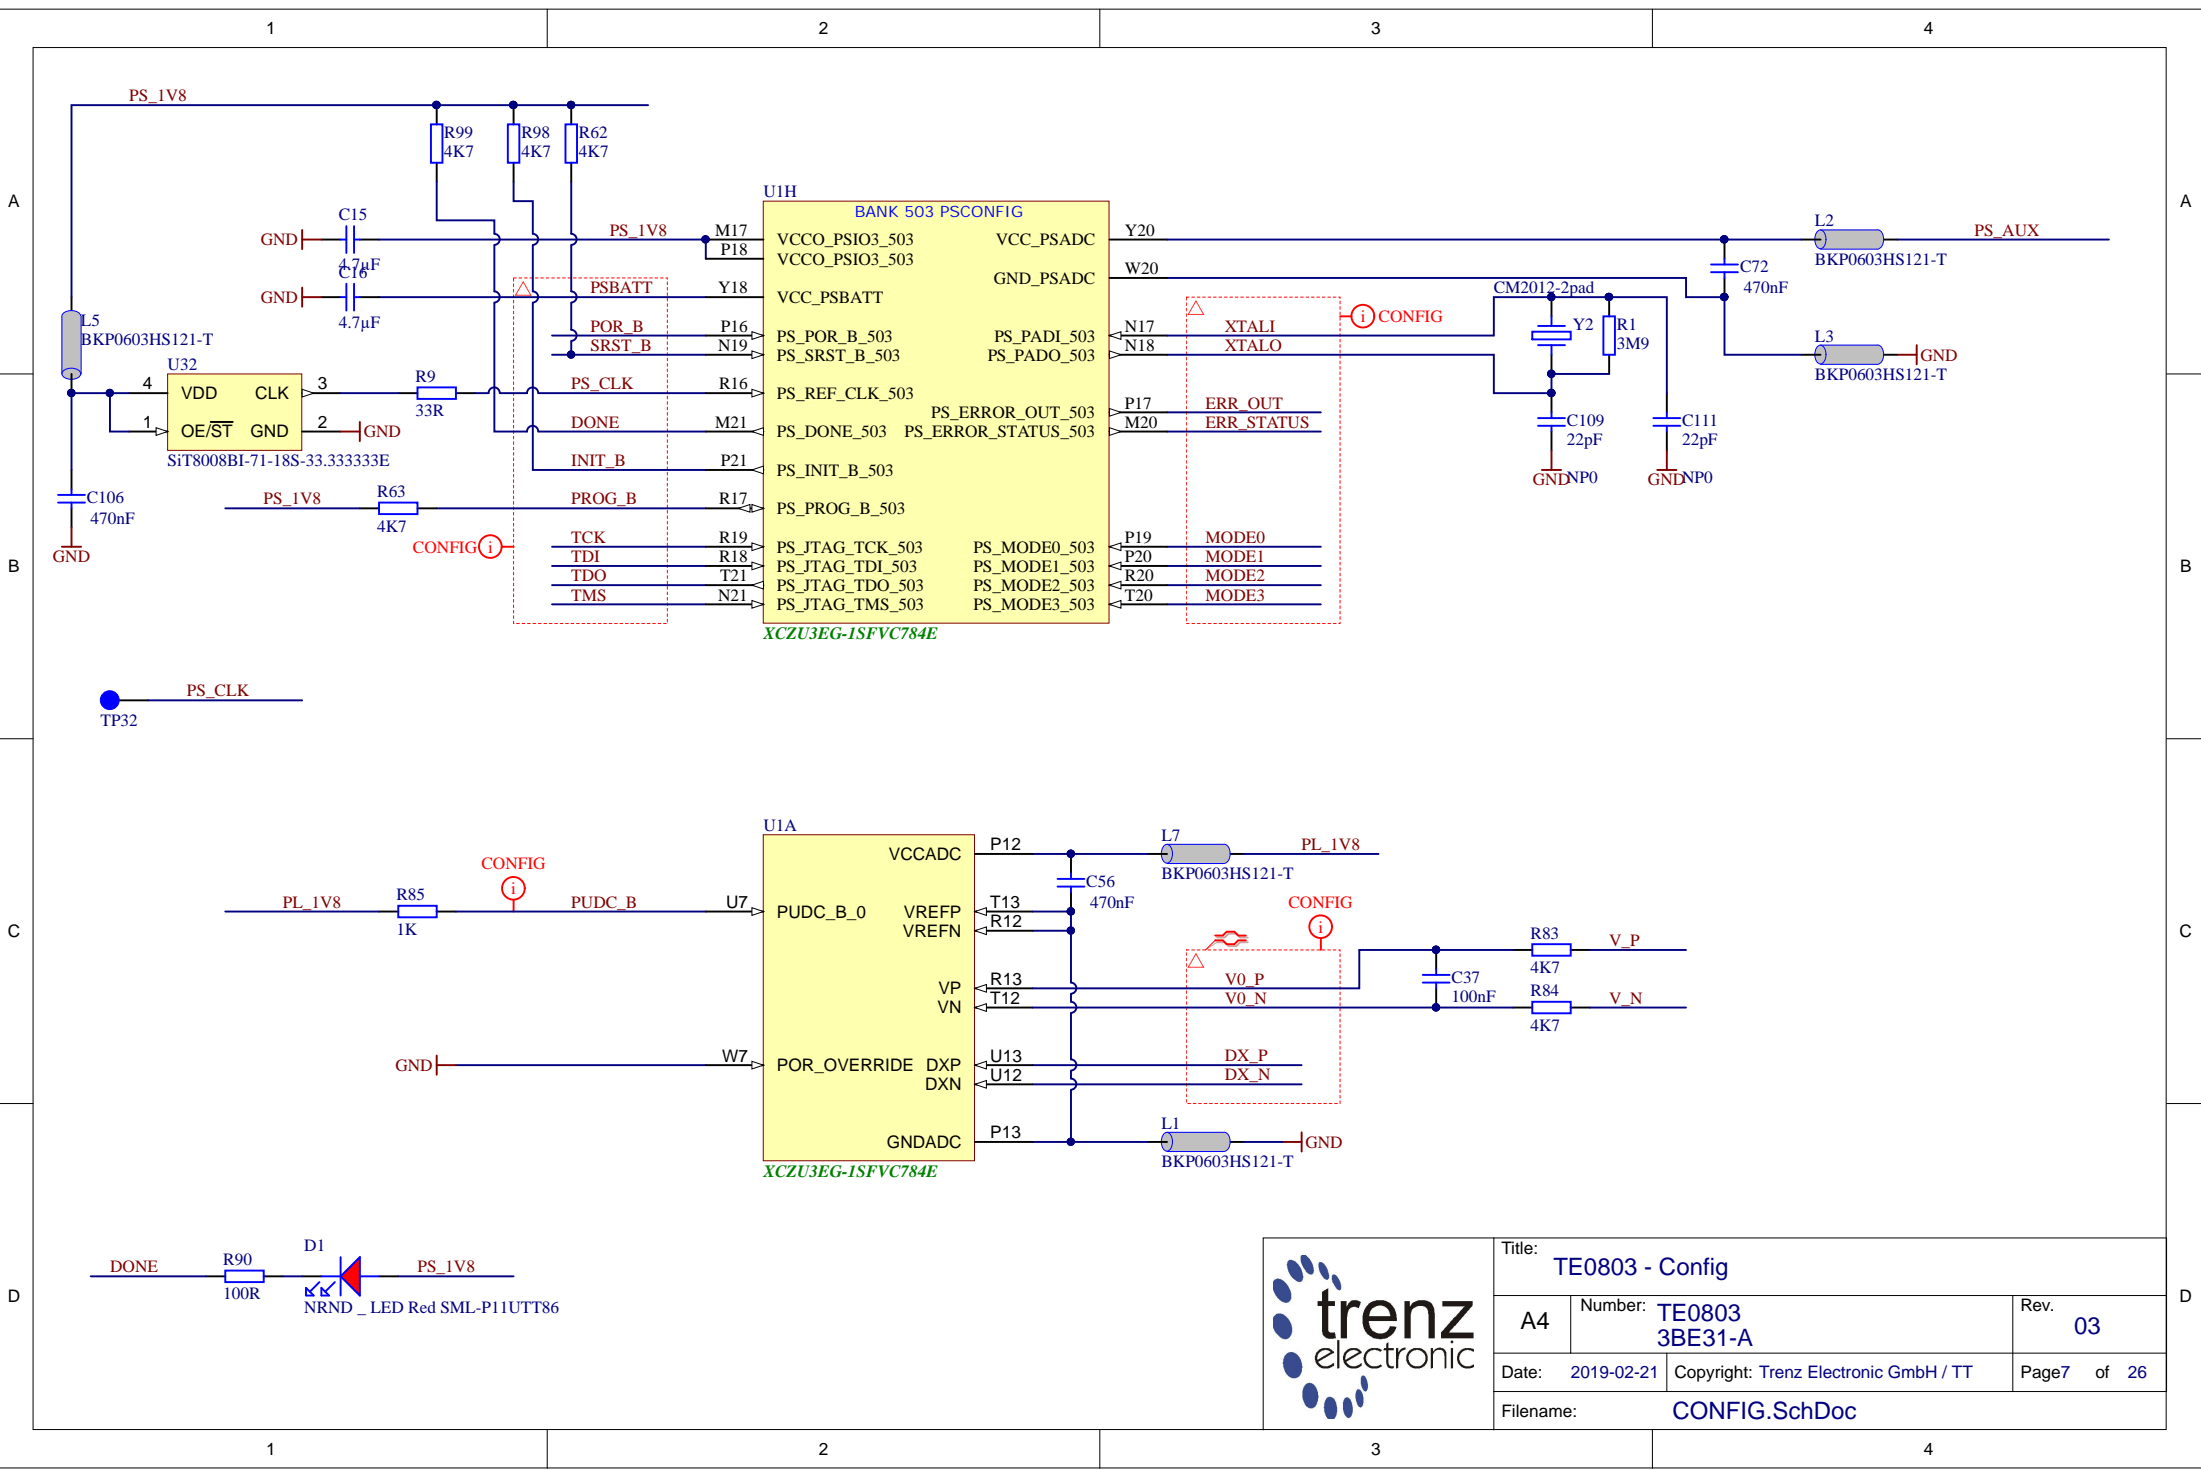 1 2 3 4
A A
B B
C C
D D
PS_1V8
R99
4K7
R98
4K7
R62
4K7
C15
GND
4.7µF
PS_1V8
C16
GND
4.7µF
PSBATT
POR_B
SRST_B
L5
BKP0603HS121-T
U32
4 VDD CLK 3
1 OE/ST GND 2 GND
SiT8008BI-71-18S-33.333333E
R9
33R
PS_CLK
DONE
INIT_B
C106
470nF
GND
PS_1V8
R63
4K7
PROG_B
CONFIG i
TCK
TDI
TDO
TMS
U1H
BANK 503 PSCONFIG
M17 VCCO_PSIO3_503
P18 VCCO_PSIO3_503
Y18 VCC_PSBATT
P16 PS_POR_B_503
N19 PS_SRST_B_503
R16 PS_REF_CLK_503
M21 PS_DONE_503
P21 PS_INIT_B_503
R17 PS_PROG_B_503
R19 PS_JTAG_TCK_503
R18 PS_JTAG_TDI_503
T21 PS_JTAG_TDO_503
N21 PS_JTAG_TMS_503
VCC_PSADC Y20
GND_PSADC W20
PS_PADI_503 N17 XTALI
PS_PADO_503 N18 XTALO
PS_ERROR_OUT_503 P17 ERR_OUT
PS_ERROR_STATUS_503 M20 ERR_STATUS
PS_MODE0_503 P19 MODE0
PS_MODE1_503 P20 MODE1
PS_MODE2_503 R20 MODE2
PS_MODE3_503 T20 MODE3
XCZU3EG-1SFVC784E
i CONFIG
CM2012-2pad
Y2
R1
3M9
C109
22pF
GND NP0
C111
22pF
GND NP0
C72
470nF
L2
BKP0603HS121-T
PS_AUX
L3
BKP0603HS121-T
GND
PS_CLK
TP32
U1A
PL_1V8
R85
1K
CONFIG
i
PUDC_B
U7 PUDC_B_0
GND
W7 POR_OVERRIDE
VCCADC P12
VREFP T13
VREFN R12
VP R13 V0_P
VN T12 V0_N
DXP U13 DX_P
DXN U12 DX_N
GNDADC P13
XCZU3EG-1SFVC784E
C56
470nF
L7
BKP0603HS121-T
PL_1V8
CONFIG
i
C37
100nF
R83
4K7
V_P
R84
4K7
V_N
L1
BKP0603HS121-T
GND
DONE
R90
100R
D1
PS_1V8
NRND _ LED Red SML-P11UTT86
trenz
electronic
Title:
TE0803 - Config
A4
Number: TE0803
3BE31-A
Rev.
03
Date: 2019-02-21
Copyright: Trenz Electronic GmbH / TT
Page7 of 26
Filename: CONFIG.SchDoc
1 2 3 4